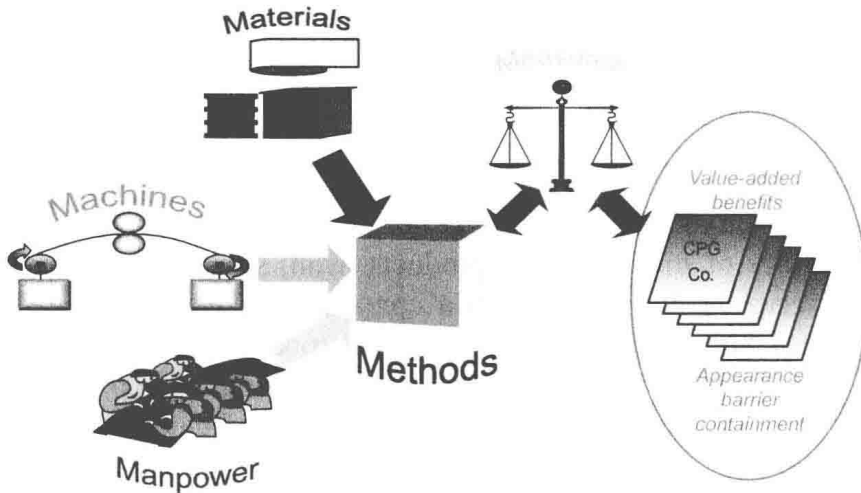 Materials
Machines
Value-added
benefits
CPG
Co.
Methods
Appearance
barrier
containment
Manpower